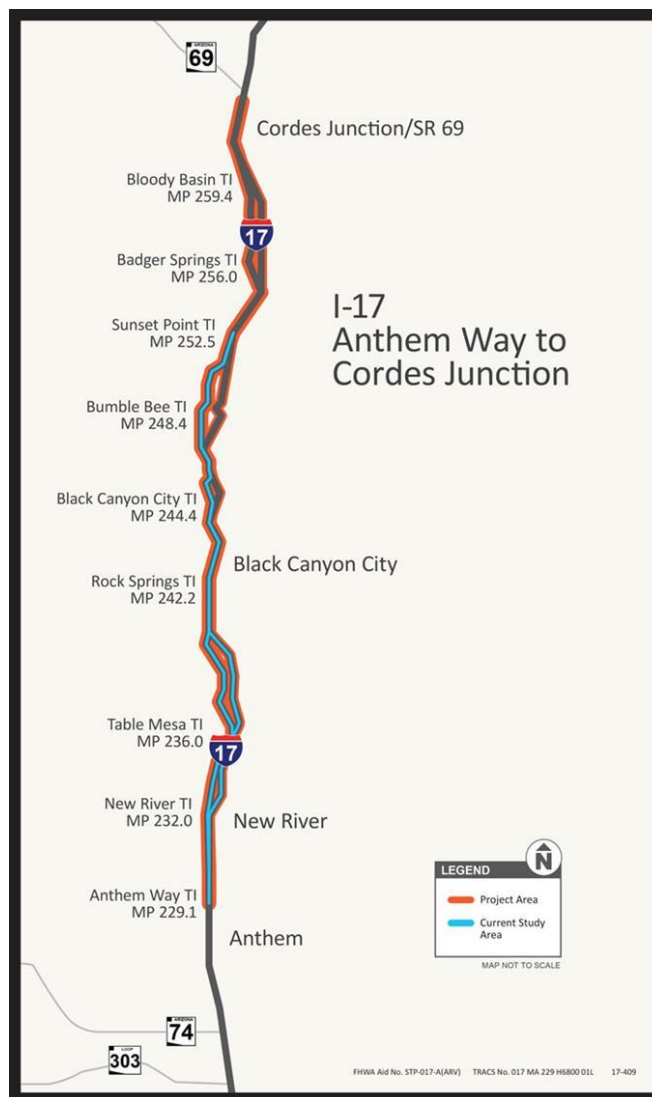 ARIZONA
69
Cordes Junction/SR 69
Bloody Basin TI
MP 259.4
17
Badger Springs TI
MP 256.0
I-17
Anthem Way to
Cordes Junction
Sunset Point TI
MP 252.5
Bumble Bee TI
MP 248.4
Black Canyon City TI
MP 244.4
Black Canyon City
Rock Springs TI
MP 242.2
Table Mesa TI
MP 236.0
17
New River TI
MP 232.0
New River
N
LEGEND
Project Area
Current Study
Area
MAP NOT TO SCALE
Anthem Way TI
MP 229.1
Anthem
ARIZONA
74
LOOP
303
FHWA Aid No. STP-017-A(ARV) TRACS No. 017 MA 229 H6800 01L 17-409